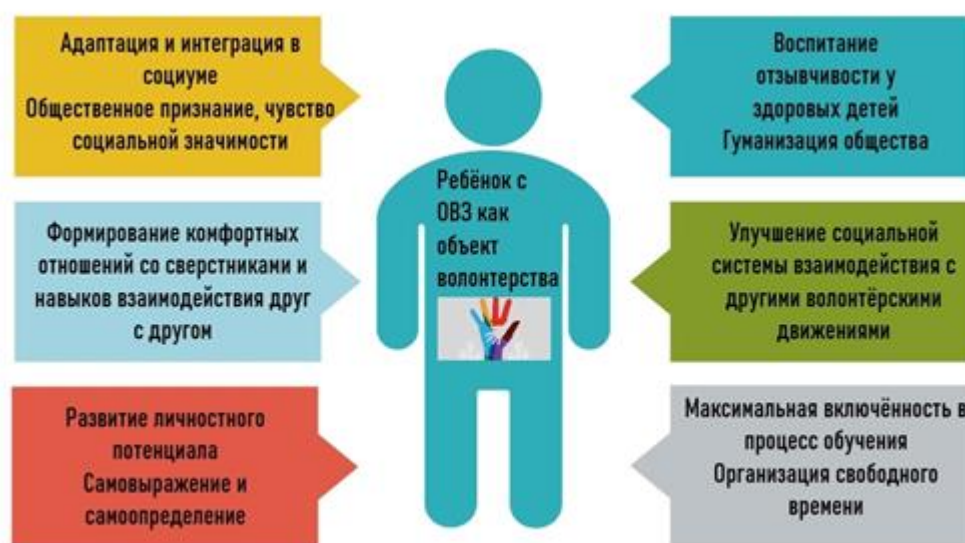 Адаптация и интеграция в
социуме
Общественное признание, чувство
социальной значимости
Формирование комфортных
отношений со сверстниками и
навыков взаимодействия друг
с другом
Развитие личностного
потенциала
Самовыражение и
самоопределение
Ребёнок с
ОВЗ как
объект
волонтерства
Воспитание
отзывчивости у
здоровых детей
Гуманизация общества
Улучшение социальной
системы взаимодействия с
другими волонтёрскими
движениями
Максимальная включённость в
процесс обучения
Организация свободного
времени